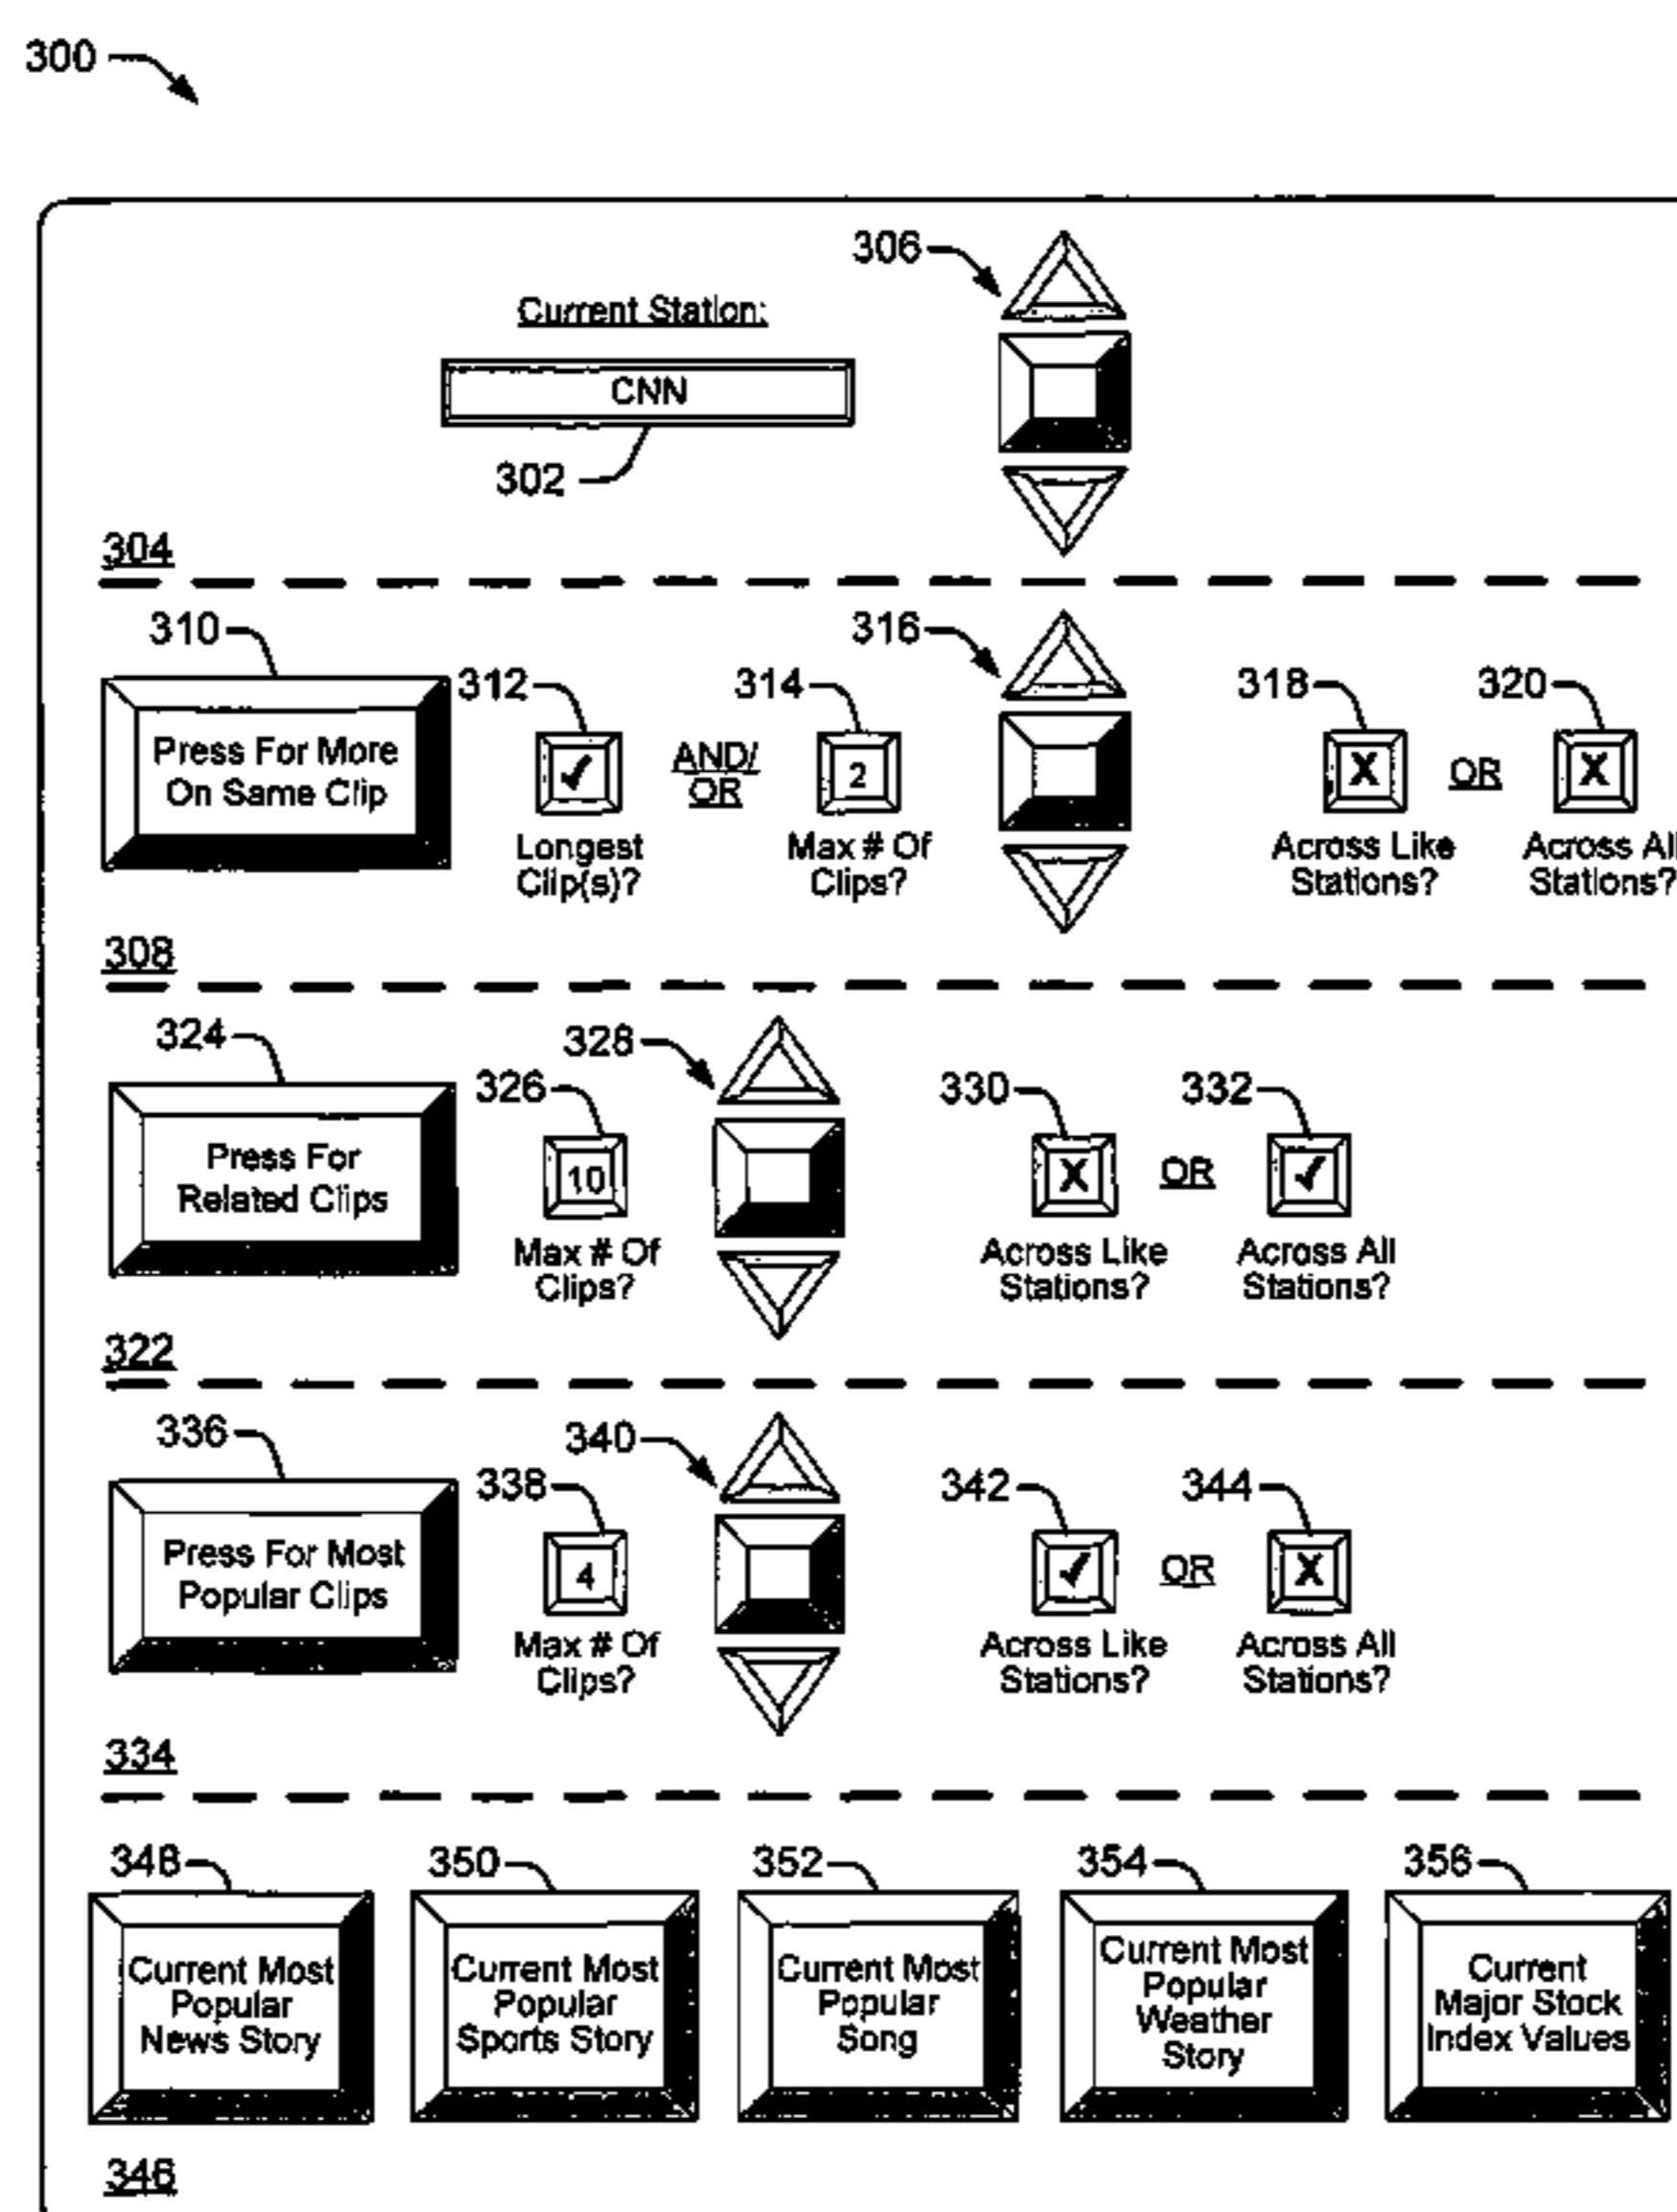 300
306
Current Station:
CNN
302
304
310
316
312
314
318
320
Press For More
On Same Clip
✓
AND/
OR
2
X
OR
X
Longest
Clip(s)?
Max # Of
Clips?
Across Like
Stations?
Across All
Stations?
308
324
328
326
330
332
Press For
Related Clips
10
X
OR
✓
Max # Of
Clips?
Across Like
Stations?
Across All
Stations?
322
336
340
338
342
344
Press For Most
Popular Clips
4
✓
OR
X
Max # Of
Clips?
Across Like
Stations?
Across All
Stations?
334
348
350
352
354
356
Current Most
Popular
News Story
Current Most
Popular
Sports Story
Current Most
Popular
Song
Current Most
Popular
Weather
Story
Current
Major Stock
Index Values
346